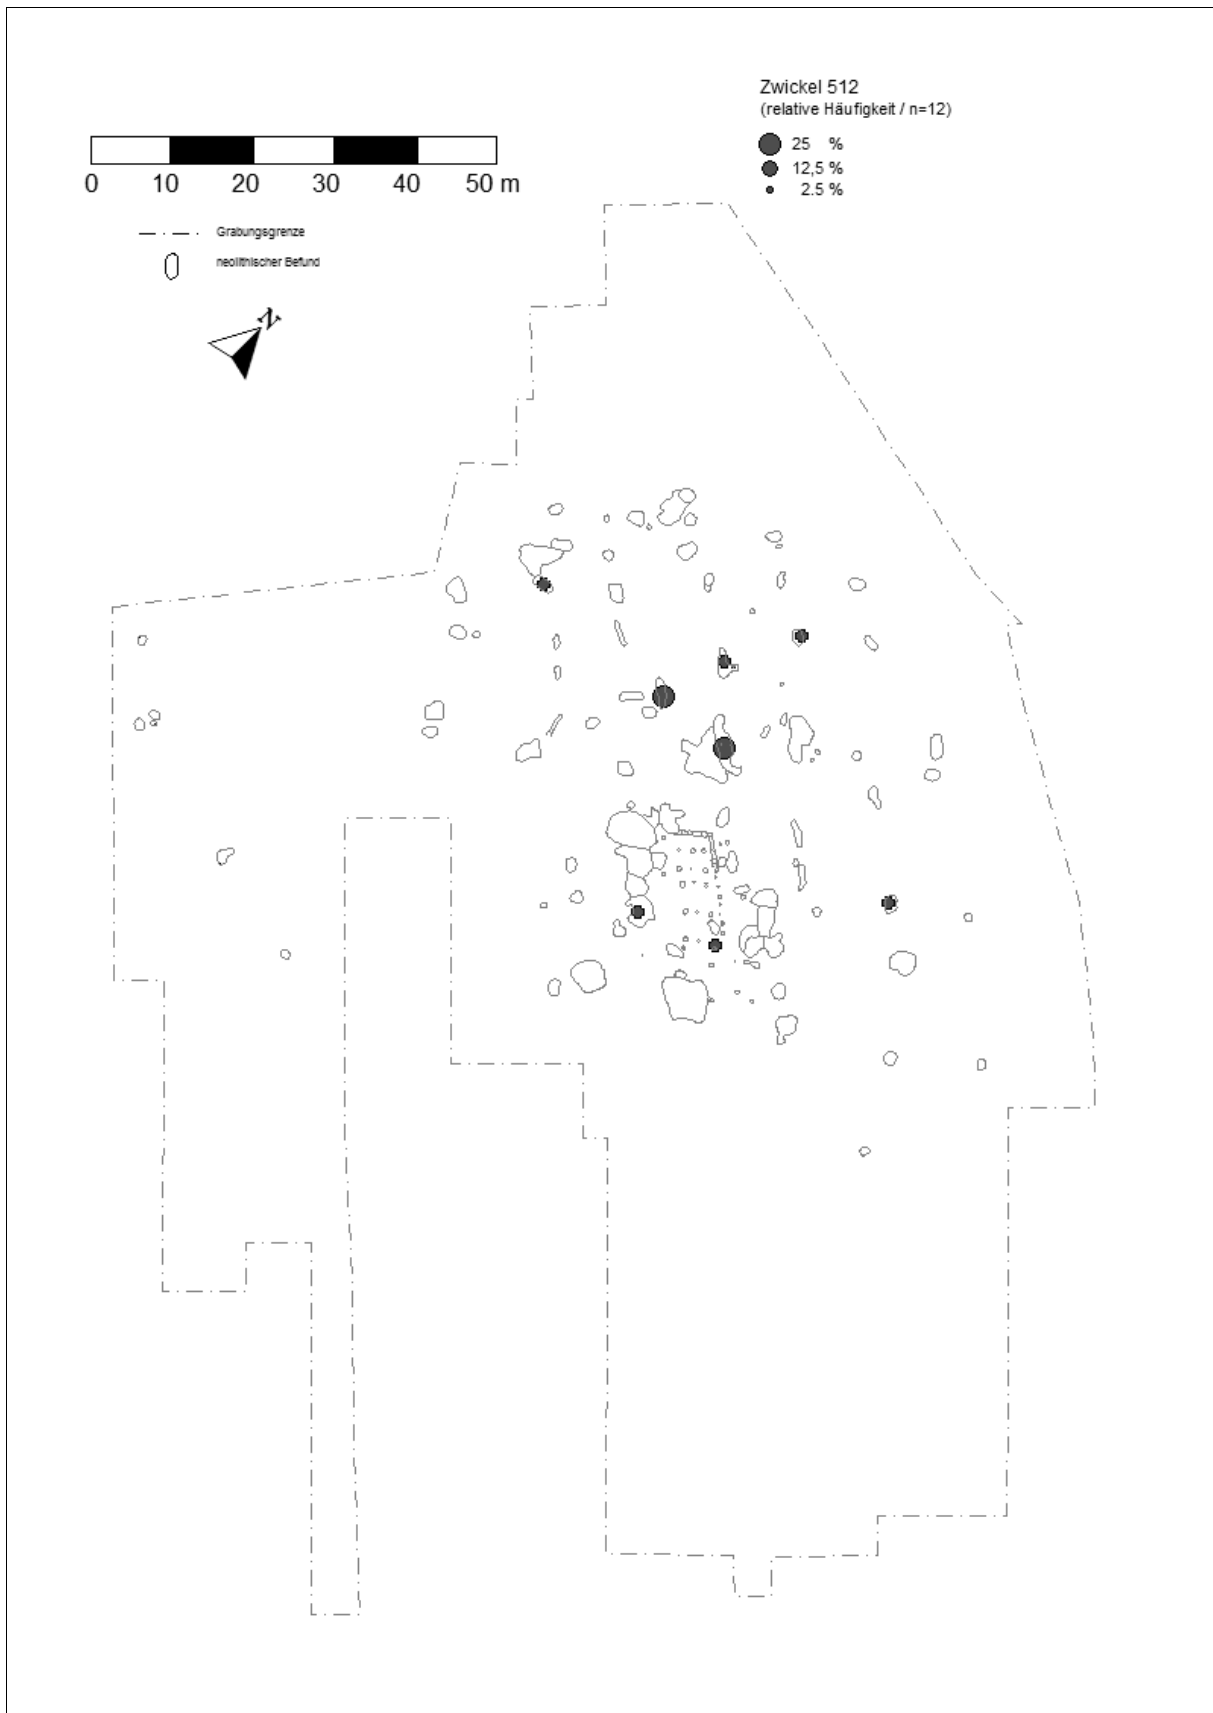 Zwickel 512
(relative Häufigkeit / n=12)
25 %
12,5 %
2.5 %
0 10 20 30 40 50 m
Grabungsgrenze
neolithischer Befund
N